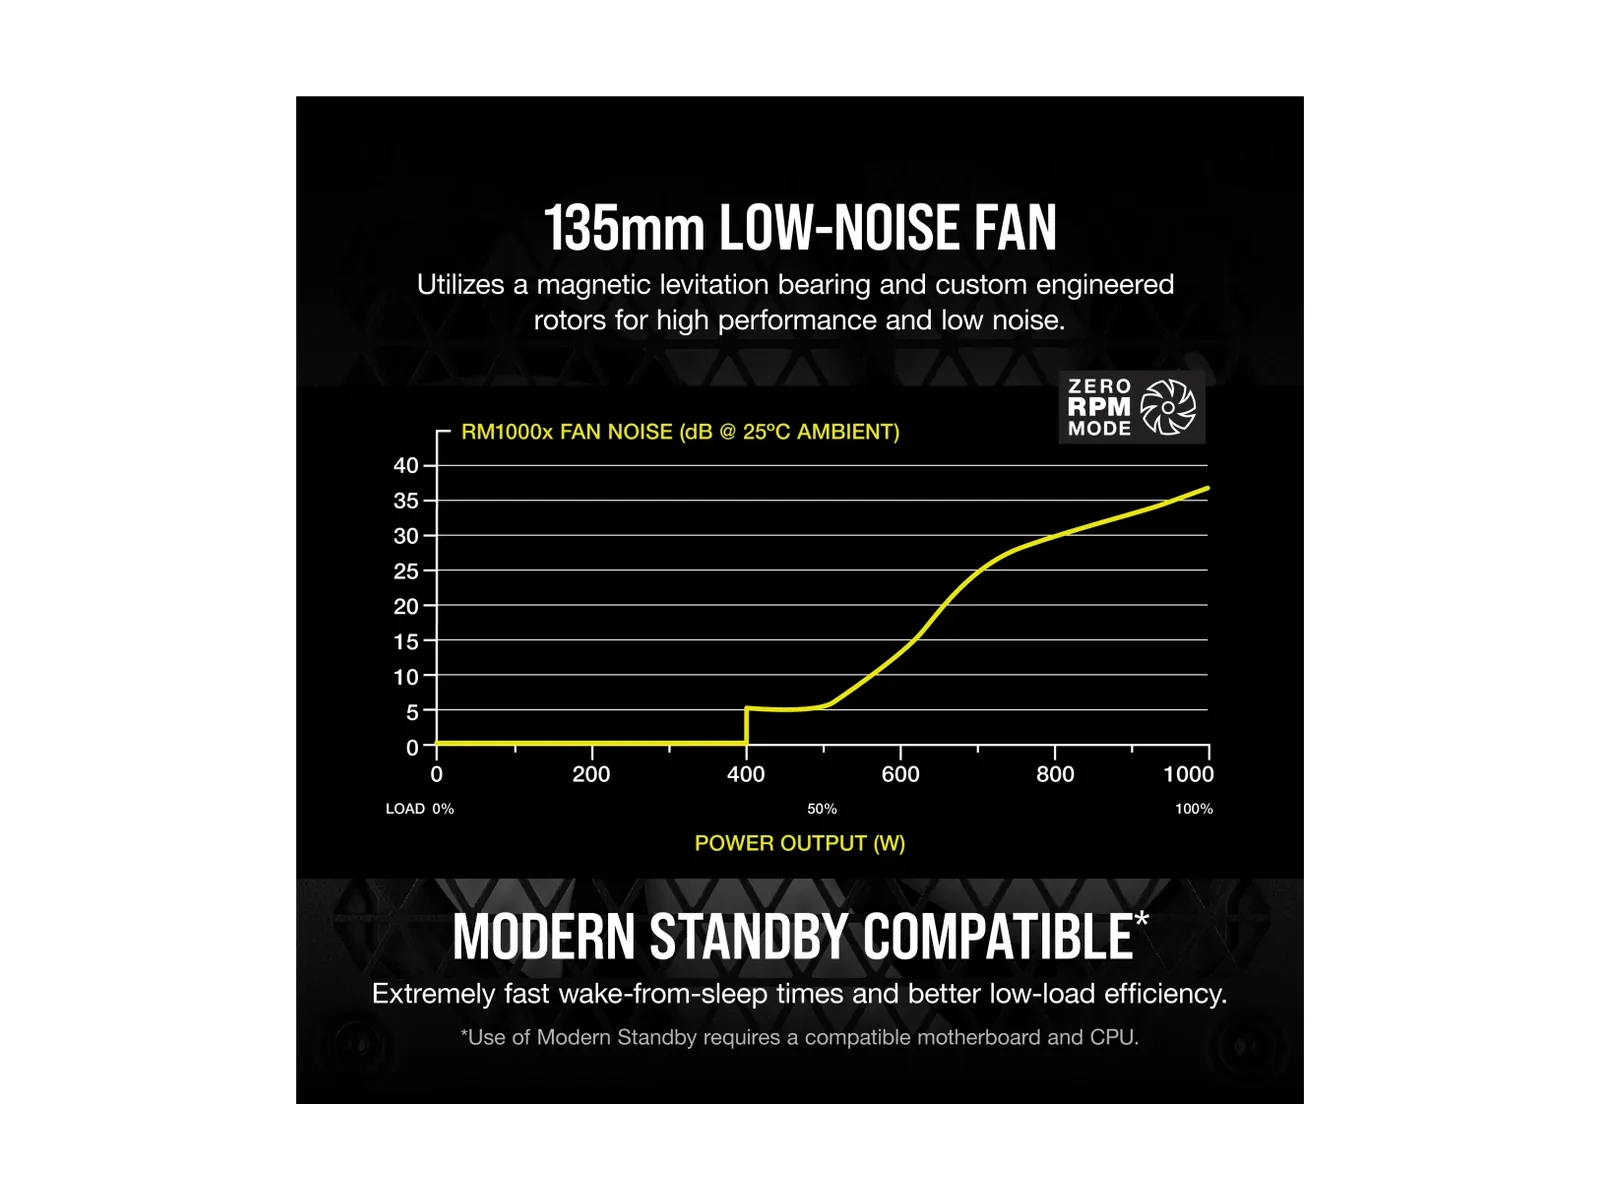 135mm LOW-NOISE FAN
Utilizes a magnetic levitation bearing and custom engineered
rotors for high performance and low noise.
ZERO
RPM
MODE
RM1000x FAN NOISE (dB @ 25ºC AMBIENT)
40
35
30
25
20
15
10
5
0
0 200 400 600 800 1000
LOAD 0% 50% 100%
POWER OUTPUT (W)
MODERN STANDBY COMPATIBLE*
Extremely fast wake-from-sleep times and better low-load efficiency.
*Use of Modern Standby requires a compatible motherboard and CPU.